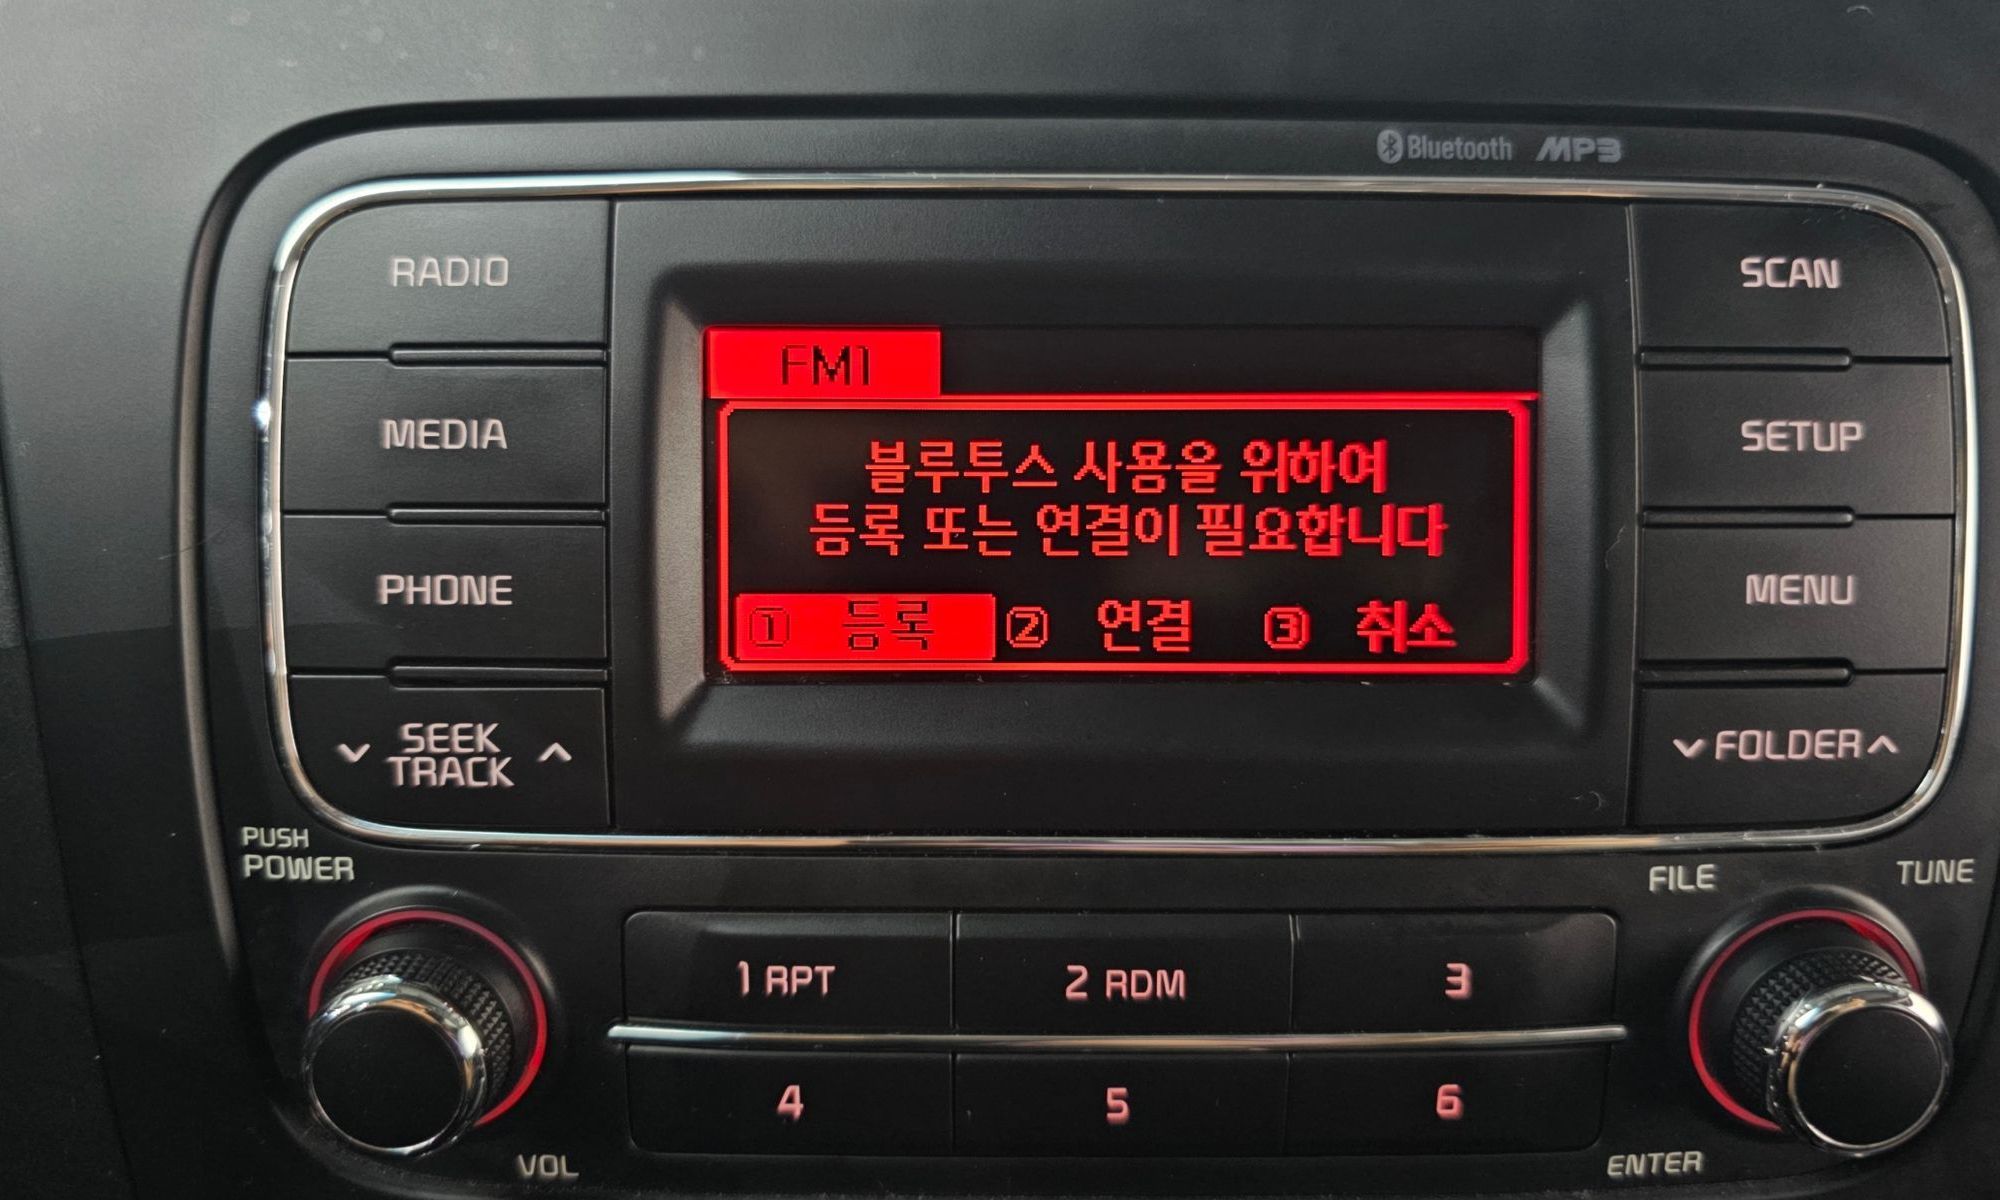 Bluetooth MP3
RADIO
MEDIA
PHONE
SEEK
TRACK
FM1
블루투스 사용을 위하여
등록 또는 연결이 필요합니다
① 등록 ② 연결 ③ 취소
SCAN
SETUP
MENU
FOLDER
PUSH
POWER
VOL
1 RPT
2 RDM
3
4
5
6
FILE
TUNE
ENTER